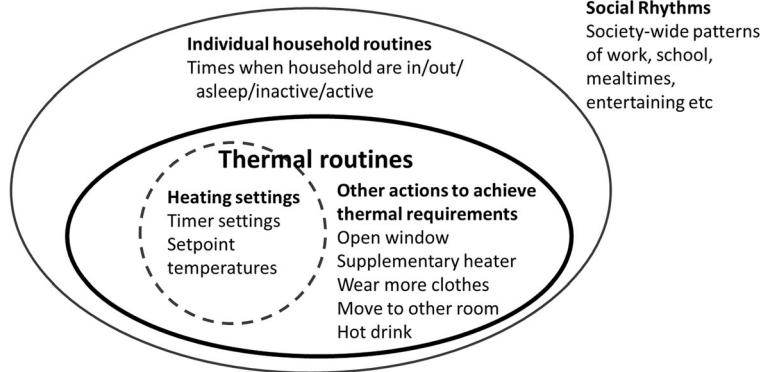 Social Rhythms
Society-wide patterns
of work, school,
mealtimes,
entertaining etc
Individual household routines
Times when household are in/out/
asleep/inactive/active
Thermal routines
Heating settings
Timer settings
Setpoint
temperatures
Other actions to achieve
thermal requirements
Open window
Supplementary heater
Wear more clothes
Move to other room
Hot drink